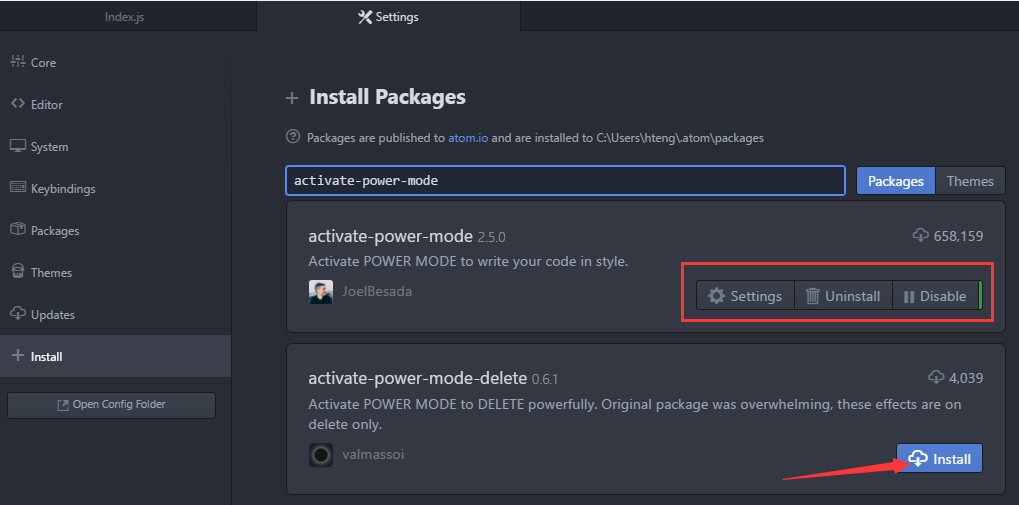 Index.js
Settings
Core
Editor
System
Keybindings
Packages
Themes
Updates
Install
Open Config Folder
Install Packages
Packages are published to atom.io and are installed to C:\Users\hteng\.atom\packages
activate-power-mode
Packages
Themes
activate-power-mode 2.5.0
658,159
Activate POWER MODE to write your code in style.
JoelBesada
Settings
Uninstall
Disable
activate-power-mode-delete 0.6.1
4,039
Activate POWER MODE to DELETE powerfully. Original package was overwhelming, these effects are on
delete only.
valmassoi
Install